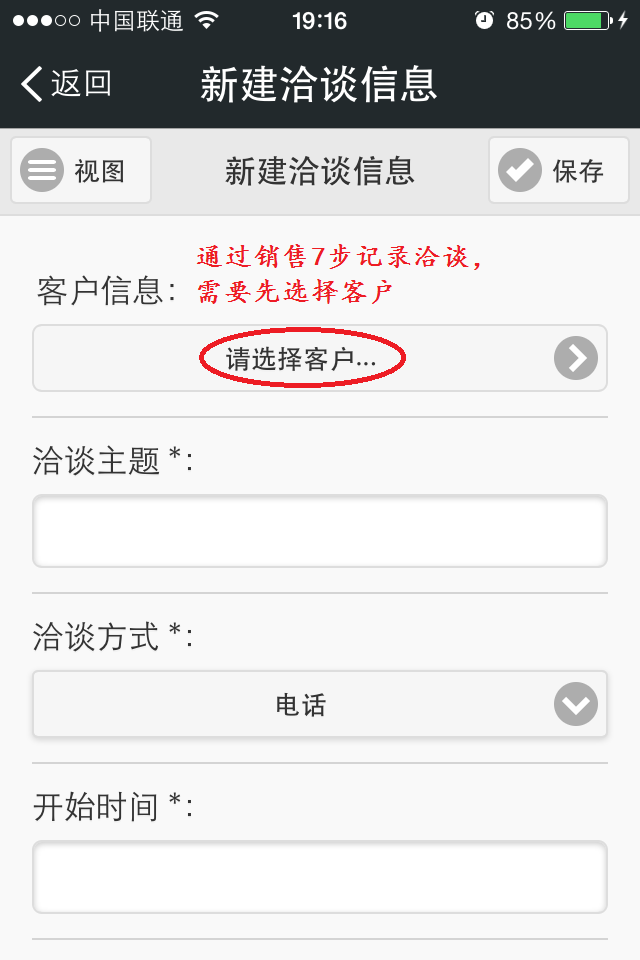 中国联通 19:16 85%
返回 新建洽谈信息
视图 新建洽谈信息 保存
通过销售7步记录洽谈，
需要先选择客户
客户信息：
请选择客户...
洽谈主题 *:
洽谈方式 *:
电话
开始时间 *: